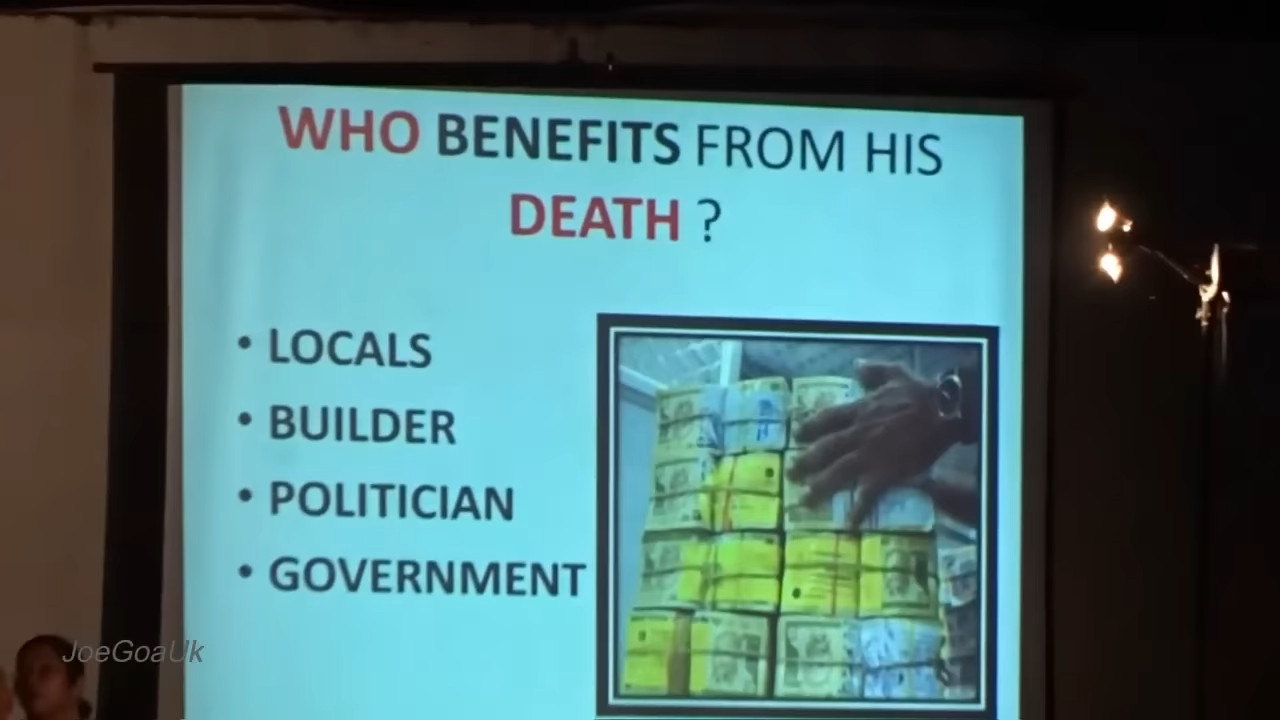 WHO BENEFITS FROM HIS
DEATH ?
• LOCALS
• BUILDER
• POLITICIAN
• GOVERNMENT
JoeGoaUk